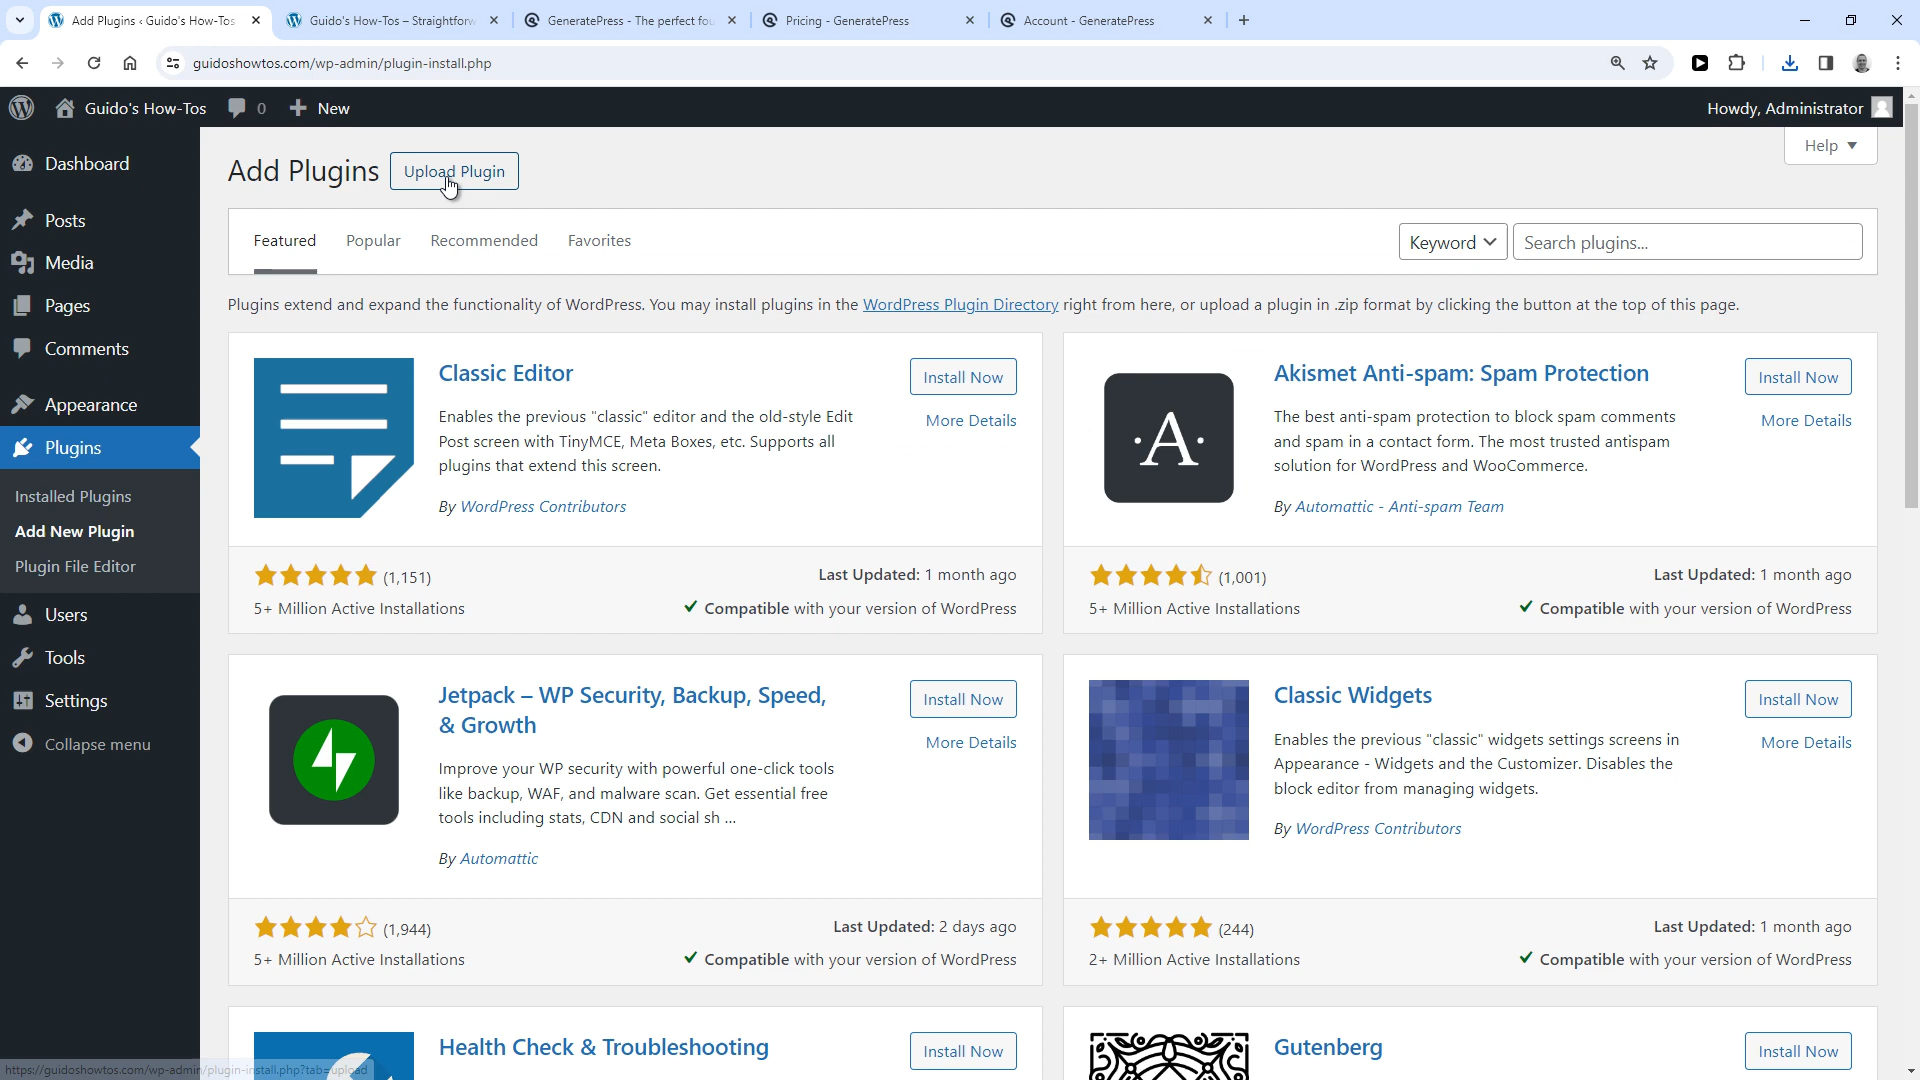 Add Plugins ‹ Guido's How-Tos
Guido's How-Tos – Straightforw
GeneratePress - The perfect fou
Pricing - GeneratePress
Account - GeneratePress
guidoshowtos.com/wp-admin/plugin-install.php
Guido's How-Tos
0
New
Howdy, Administrator
Dashboard
Posts
Media
Pages
Comments
Appearance
Plugins
Installed Plugins
Add New Plugin
Plugin File Editor
Users
Tools
Settings
Collapse menu
Help
Add Plugins
Upload Plugin
Featured
Popular
Recommended
Favorites
Keyword
Search plugins...
Plugins extend and expand the functionality of WordPress. You may install plugins in the WordPress Plugin Directory right from here, or upload a plugin in .zip format by clicking the button at the top of this page.
Classic Editor
Install Now
More Details
Enables the previous "classic" editor and the old-style Edit
Post screen with TinyMCE, Meta Boxes, etc. Supports all
plugins that extend this screen.
By WordPress Contributors
(1,151)
Last Updated: 1 month ago
5+ Million Active Installations
Compatible with your version of WordPress
·A·
Akismet Anti-spam: Spam Protection
Install Now
More Details
The best anti-spam protection to block spam comments
and spam in a contact form. The most trusted antispam
solution for WordPress and WooCommerce.
By Automattic - Anti-spam Team
(1,001)
Last Updated: 1 month ago
5+ Million Active Installations
Compatible with your version of WordPress
Jetpack – WP Security, Backup, Speed,
& Growth
Install Now
More Details
Improve your WP security with powerful one-click tools
like backup, WAF, and malware scan. Get essential free
tools including stats, CDN and social sh ...
By Automattic
(1,944)
Last Updated: 2 days ago
5+ Million Active Installations
Compatible with your version of WordPress
Classic Widgets
Install Now
More Details
Enables the previous "classic" widgets settings screens in
Appearance - Widgets and the Customizer. Disables the
block editor from managing widgets.
By WordPress Contributors
(244)
Last Updated: 1 month ago
2+ Million Active Installations
Compatible with your version of WordPress
Health Check & Troubleshooting
Install Now
Gutenberg
Install Now
https://guidoshowtos.com/wp-admin/plugin-install.php?tab=upload